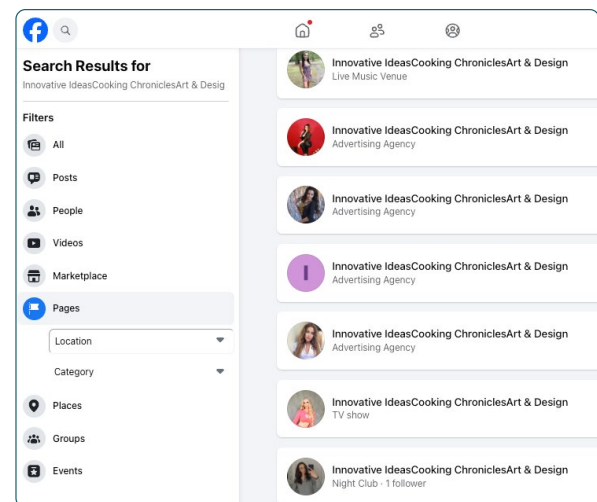 Search Results for
Innovative IdeasCooking ChroniclesArt & Desig
Filters
All
Posts
People
Videos
Marketplace
Pages
Location
Category
Places
Groups
Events
Innovative IdeasCooking ChroniclesArt & Design
Live Music Venue
Innovative IdeasCooking ChroniclesArt & Design
Advertising Agency
Innovative IdeasCooking ChroniclesArt & Design
Advertising Agency
I
Innovative IdeasCooking ChroniclesArt & Design
Advertising Agency
Innovative IdeasCooking ChroniclesArt & Design
Advertising Agency
Innovative IdeasCooking ChroniclesArt & Design
TV show
Innovative IdeasCooking ChroniclesArt & Design
Night Club · 1 follower